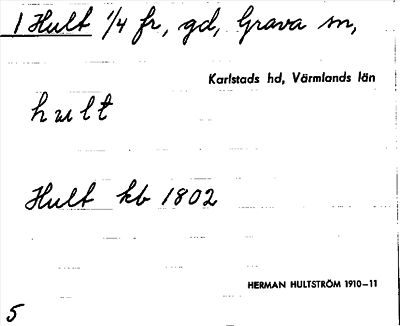 1 Hult 1/4 fr, gd, Grava sn,
Karlstads hd, Värmlands län
hult
Hult kb 1802
HERMAN HULTSTRÖM 1910-11
5